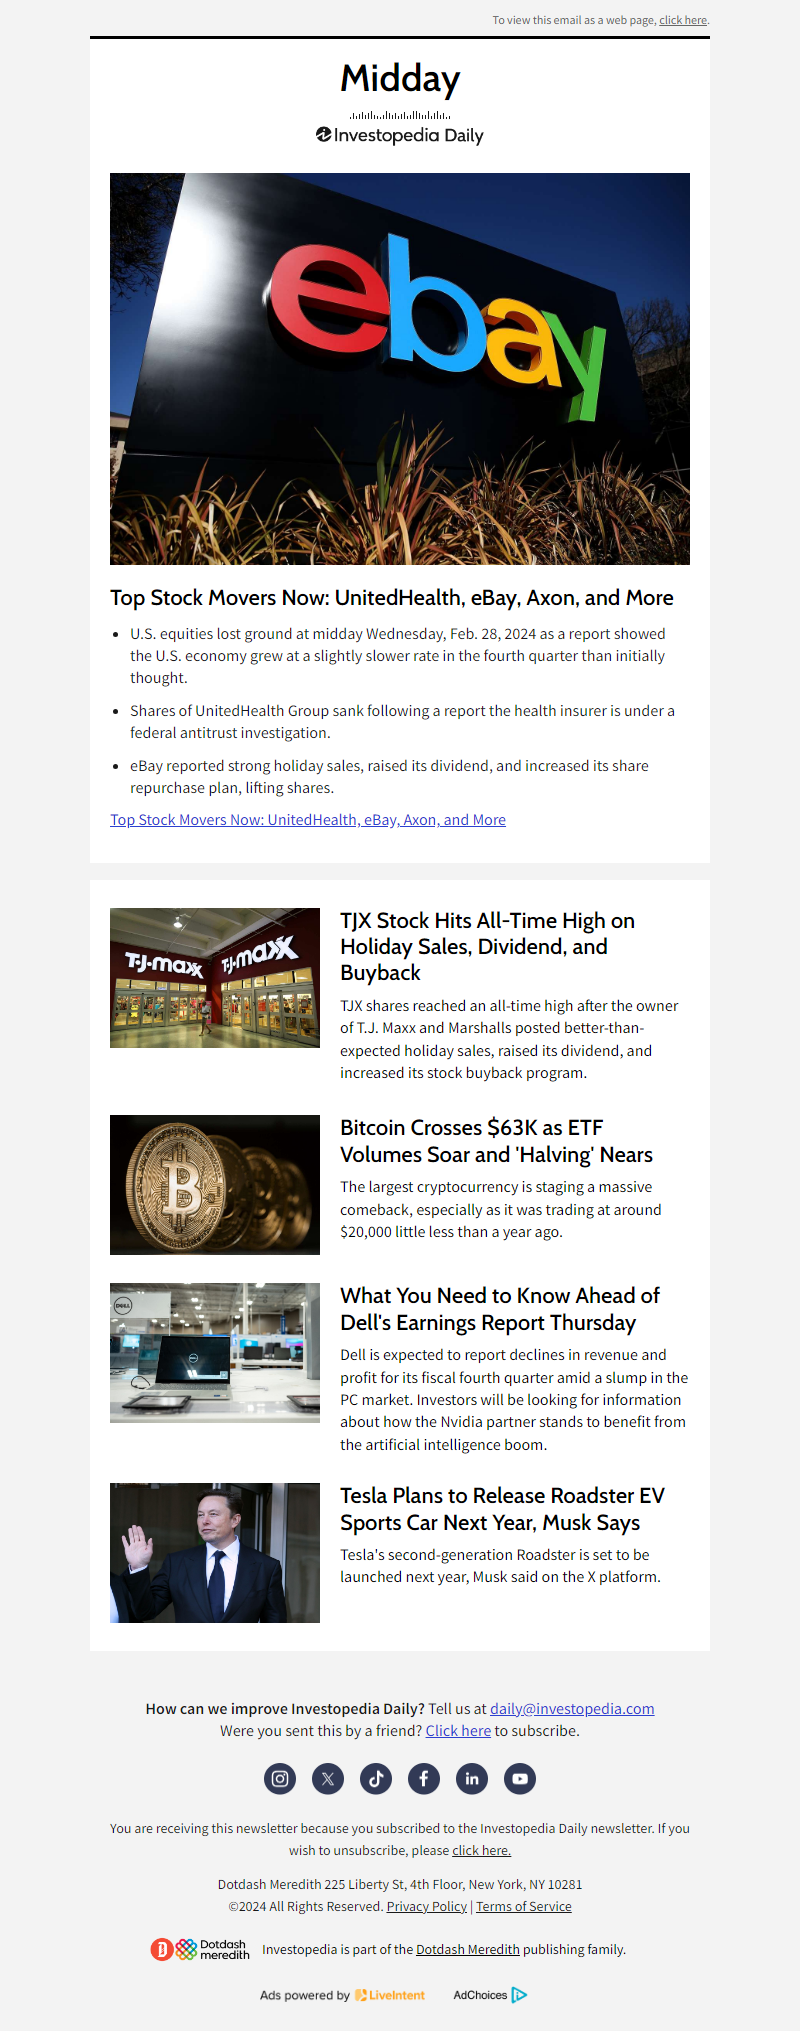 To view this email as a web page, click here.
Midday
Investopedia Daily
ebay
Top Stock Movers Now: UnitedHealth, eBay, Axon, and More
• U.S. equities lost ground at midday Wednesday, Feb. 28, 2024 as a report showed
the U.S. economy grew at a slightly slower rate in the fourth quarter than initially
thought.
• Shares of UnitedHealth Group sank following a report the health insurer is under a
federal antitrust investigation.
• eBay reported strong holiday sales, raised its dividend, and increased its share
repurchase plan, lifting shares.
Top Stock Movers Now: UnitedHealth, eBay, Axon, and More
T·J·maxx T·J·maxx
TJX Stock Hits All-Time High on
Holiday Sales, Dividend, and
Buyback
TJX shares reached an all-time high after the owner
of T.J. Maxx and Marshalls posted better-than-
expected holiday sales, raised its dividend, and
increased its stock buyback program.
Bitcoin Crosses $63K as ETF
Volumes Soar and 'Halving' Nears
The largest cryptocurrency is staging a massive
comeback, especially as it was trading at around
$20,000 little less than a year ago.
DELL
What You Need to Know Ahead of
Dell's Earnings Report Thursday
Dell is expected to report declines in revenue and
profit for its fiscal fourth quarter amid a slump in the
PC market. Investors will be looking for information
about how the Nvidia partner stands to benefit from
the artificial intelligence boom.
Tesla Plans to Release Roadster EV
Sports Car Next Year, Musk Says
Tesla's second-generation Roadster is set to be
launched next year, Musk said on the X platform.
How can we improve Investopedia Daily? Tell us at daily@investopedia.com
Were you sent this by a friend? Click here to subscribe.
You are receiving this newsletter because you subscribed to the Investopedia Daily newsletter. If you
wish to unsubscribe, please click here.
Dotdash Meredith 225 Liberty St, 4th Floor, New York, NY 10281
©2024 All Rights Reserved. Privacy Policy | Terms of Service
Dotdash
meredith
Investopedia is part of the Dotdash Meredith publishing family.
Ads powered by LiveIntent AdChoices